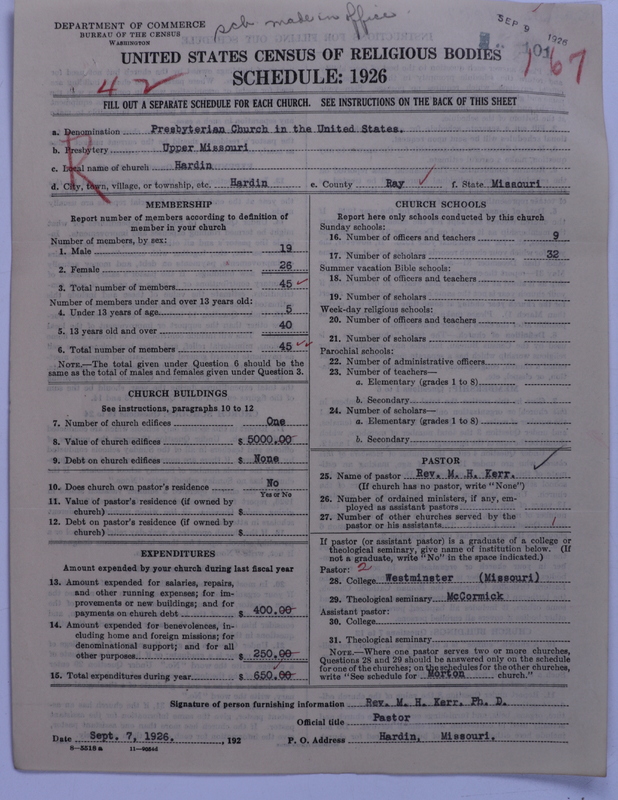 DEPARTMENT OF COMMERCE
BUREAU OF THE CENSUS
WASHINGTON
sch made in office.
SEP 9 1926
101
167
42
UNITED STATES CENSUS OF RELIGIOUS BODIES
SCHEDULE: 1926
FILL OUT A SEPARATE SCHEDULE FOR EACH CHURCH. SEE INSTRUCTIONS ON THE BACK OF THIS SHEET
R
a. Denomination Presbyterian Church in the United States.
b. Presbytery Upper Missouri
c. Local name of church Hardin
d. City, town, village, or township, etc. Hardin e. County Ray f. State Missouri
MEMBERSHIP
Report number of members according to definition of
member in your church
Number of members, by sex:
1. Male 19
2. Female 26
3. Total number of members 45
Number of members under and over 13 years old:
4. Under 13 years of age 5
5. 13 years old and over 40
6. Total number of members 45
NOTE.—The total given under Question 6 should be
same as the total of males and females given under Question 3.
CHURCH BUILDINGS
See instructions, paragraphs 10 to 12
7. Number of church edifices One
8. Value of church edifices $ 5000.00
9. Debt on church edifices $ None
10. Does church own pastor's residence No
Yes or No
11. Value of pastor's residence (if owned by
church) $
12. Debt on pastor's residence (if owned by
church) $
EXPENDITURES
Amount expended by your church during last fiscal year
13. Amount expended for salaries, repairs,
and other running expenses; for im-
provements or new buildings; and for
payments on church debt $ 400.00
14. Amount expended for benevolences, in-
cluding home and foreign missions; for
denominational support; and for all
other purposes $ 250.00
15. Total expenditures during year $ 650.00
CHURCH SCHOOLS
Report here only schools conducted by this church
Sunday schools:
16. Number of officers and teachers 9
17. Number of scholars 32
Summer vacation Bible schools:
18. Number of officers and teachers
19. Number of scholars
Week-day religious schools:
20. Number of officers and teachers
21. Number of scholars
Parochial schools:
22. Number of administrative officers
23. Number of teachers—
a. Elementary (grades 1 to 8)
b. Secondary
24. Number of scholars—
a. Elementary (grades 1 to 8)
b. Secondary
PASTOR
25. Name of pastor Rev. M. H. Kerr.
(If church has no pastor, write "None")
26. Number of ordained ministers, if any, em-
ployed as assistant pastors
27. Number of other churches served by the
pastor or his assistants 1
If pastor (or assistant pastor) is a graduate of a college or
theological seminary, give name of institution below. (If
not a graduate, write "No" in the space indicated.)
Pastor: 2
28. College Westminster (Missouri)
29. Theological seminary McCormick
Assistant pastor:
30. College
31. Theological seminary
NOTE.—Where one pastor serves two or more churches,
Questions 28 and 29 should be answered only on the schedule
for one of the churches; on the schedules for the other churches,
write "See schedule for Morton church."
Signature of person furnishing information Rev. M. H. Kerr. Ph. D.
Official title Pastor
Date Sept. 7, 1926. , 192 P. O. Address Hardin, Missouri.
8—5518 a